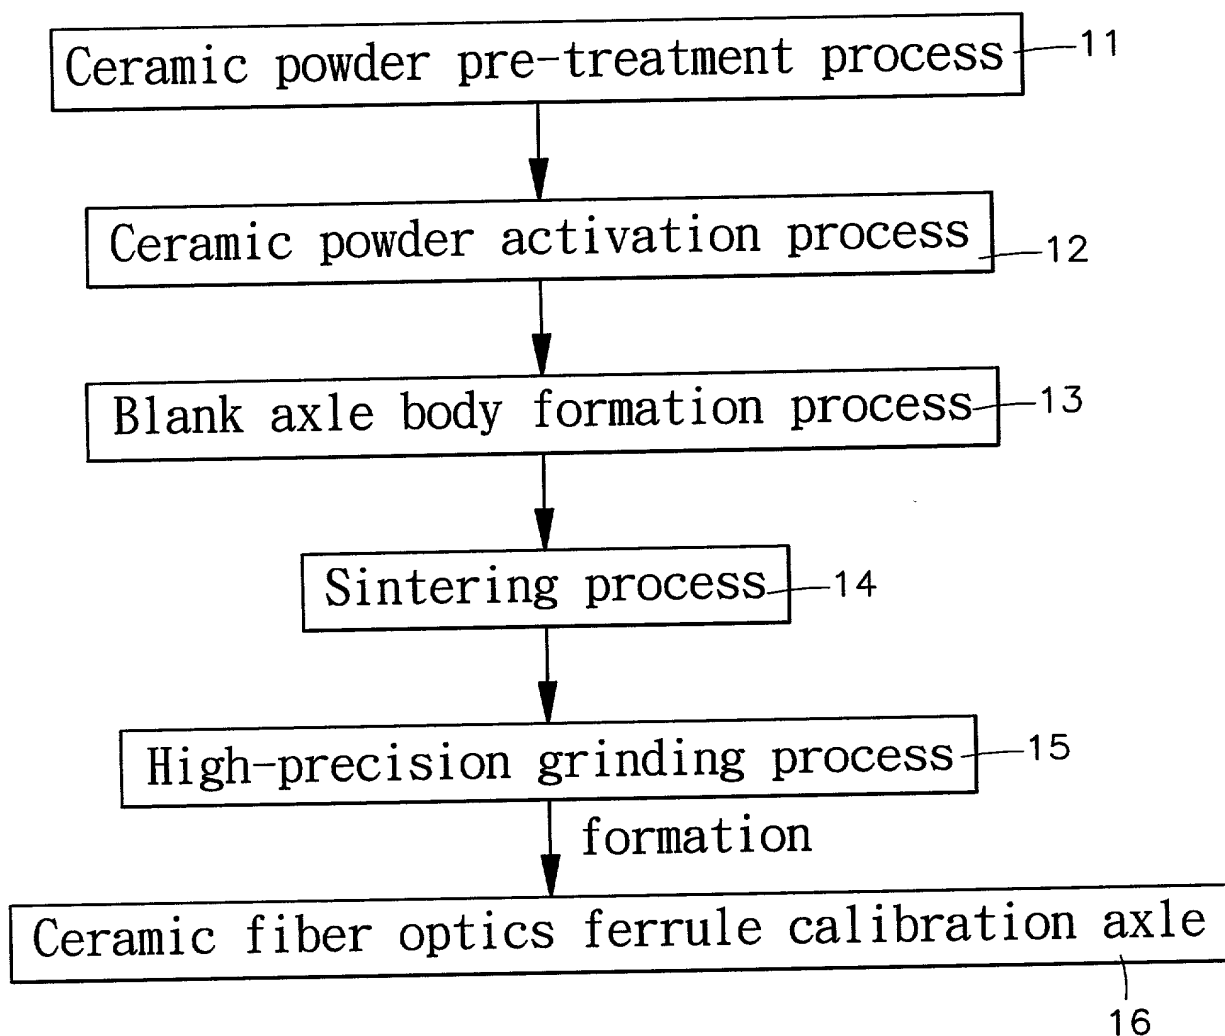 Ceramic powder pre-treatment process 11
Ceramic powder activation process 12
Blank axle body formation process 13
Sintering process 14
High-precision grinding process 15
formation
Ceramic fiber optics ferrule calibration axle
16